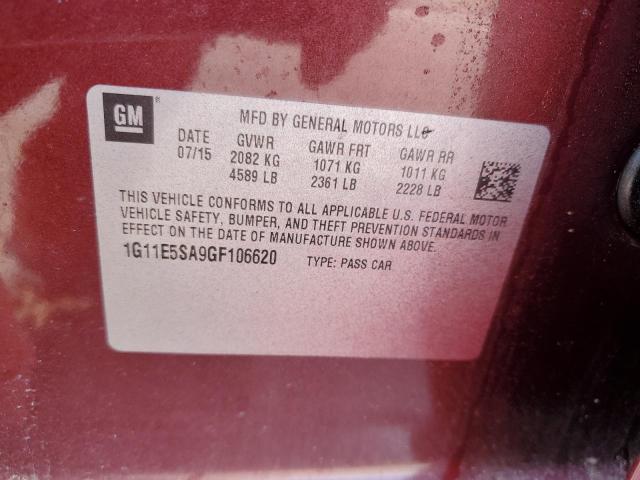 GM ®
MFD BY GENERAL MOTORS LLC
DATE GVWR GAWR FRT GAWR RR
07/15 2082 KG 1071 KG 1011 KG
4589 LB 2361 LB 2228 LB
THIS VEHICLE CONFORMS TO ALL APPLICABLE U.S. FEDERAL MOTOR
VEHICLE SAFETY, BUMPER, AND THEFT PREVENTION STANDARDS IN
EFFECT ON THE DATE OF MANUFACTURE SHOWN ABOVE.
1G11E5SA9GF106620 TYPE: PASS CAR